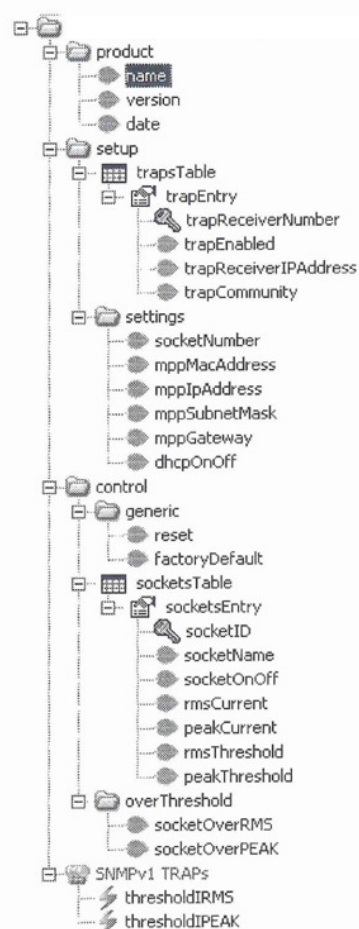 product
name
version
date
setup
trapsTable
trapEntry
trapReceiverNumber
trapEnabled
trapReceiverIPAddress
trapCommunity
settings
socketNumber
mppMacAddress
mppIpAddress
mppSubnetMask
mppGateway
dhcpOnOff
control
generic
reset
factoryDefault
socketsTable
socketsEntry
socketID
socketName
socketOnOff
rmsCurrent
peakCurrent
rmsThreshold
peakThreshold
overThreshold
socketOverRMS
socketOverPEAK
SNMPv1 TRAPs
thresholdIRMS
thresholdIPEAK